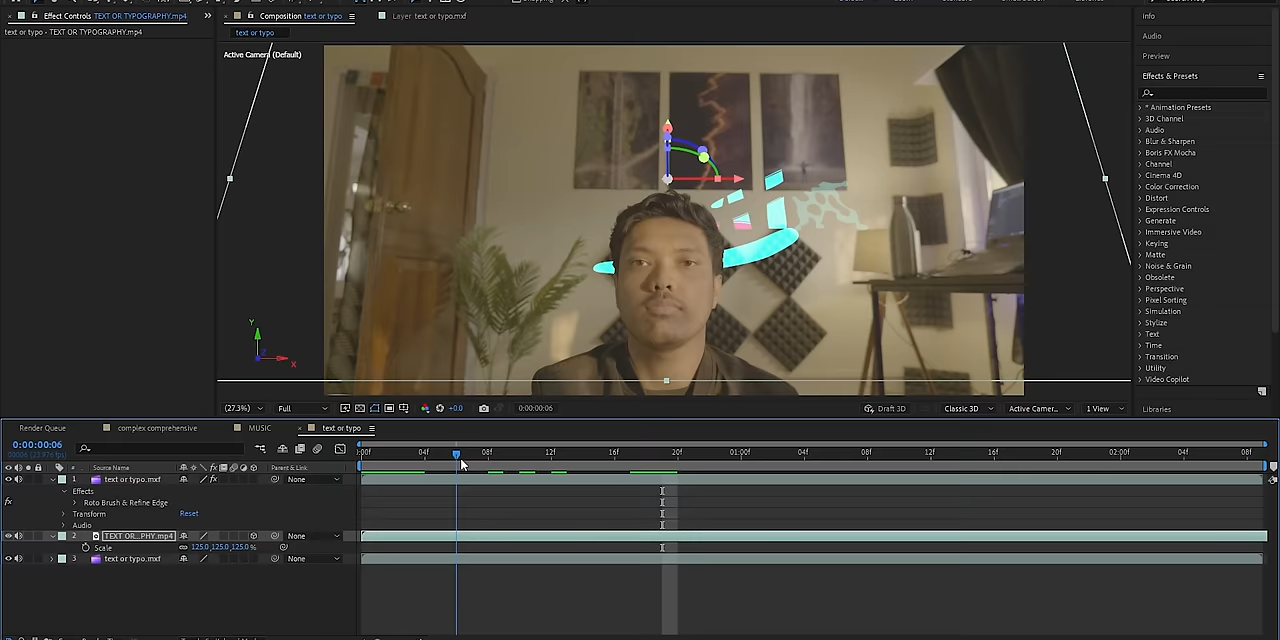 Effect Controls TEXT OR TYPOGRAPHY.mp4
text or typo - TEXT OR TYPOGRAPHY.mp4
Composition text or typo
Layer text or typo.mxf
text or typo
Active Camera (Default)
Y
Z
X
(27.3%)
Full
+0.0
0:00:00:06
Draft 3D
Classic 3D
Active Camer...
1 View
Info
Audio
Preview
Effects & Presets
* Animation Presets
3D Channel
Audio
Blur & Sharpen
Boris FX Mocha
Channel
Cinema 4D
Color Correction
Distort
Expression Controls
Generate
Immersive Video
Keying
Matte
Noise & Grain
Obsolete
Perspective
Pixel Sorting
Simulation
Stylize
Text
Time
Transition
Utility
Video Copilot
Libraries
Render Queue
complex comprehensive
MUSIC
text or typo
0:00:00:06
00006 (23.976 fps)
:00f 04f 08f 12f 16f 20f 01:00f 04f 08f 12f 16f 20f 02:00f 04f 08f
# Source Name Parent & Link
1 text or typo.mxf None
Effects
fx Roto Brush & Refine Edge
Transform Reset
Audio
2 TEXT OR...PHY.mp4 None
Scale 125.0,125.0,125.0 %
3 text or typo.mxf None